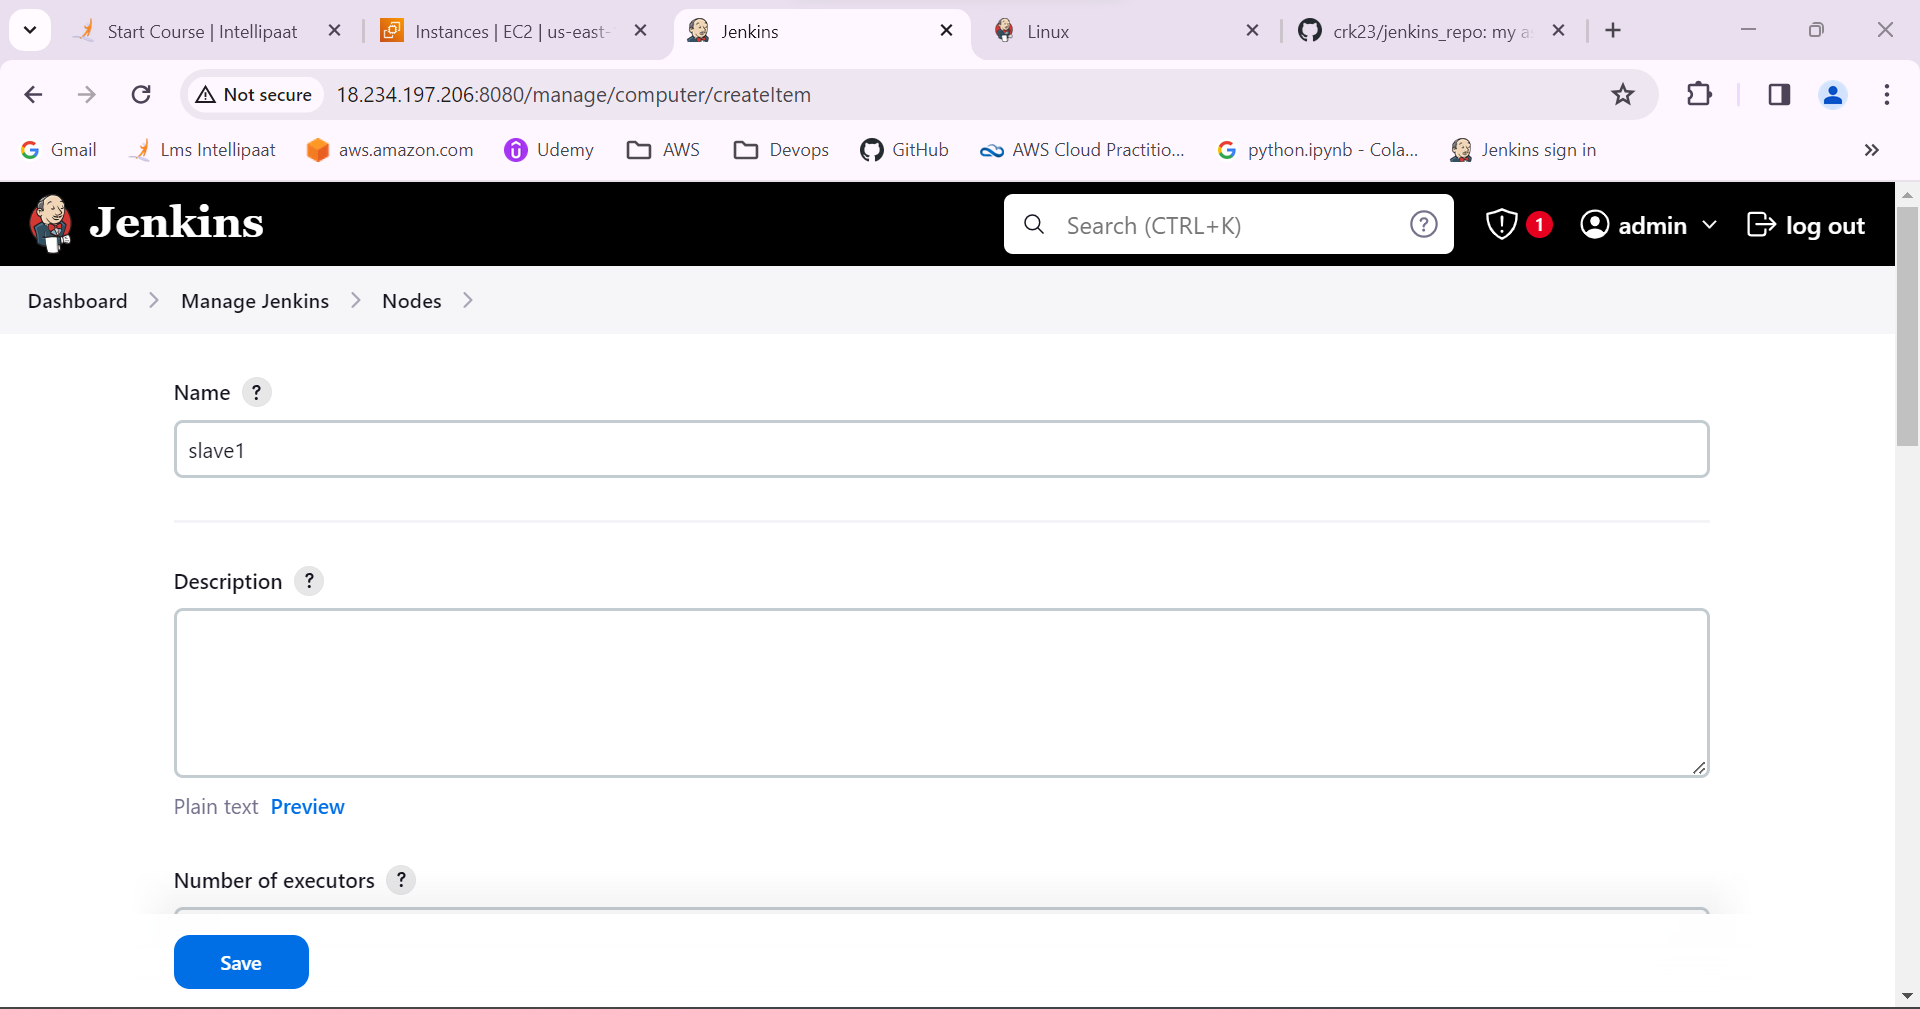 Start Course | Intellipaat
Instances | EC2 | us-east-
Jenkins
Linux
crk23/jenkins_repo: my as
Not secure
18.234.197.206:8080/manage/computer/createItem
Gmail
Lms Intellipaat
aws.amazon.com
Udemy
AWS
Devops
GitHub
AWS Cloud Practitio...
python.ipynb - Cola...
Jenkins sign in
Jenkins
Search (CTRL+K)
1
admin
log out
Dashboard
Manage Jenkins
Nodes
Name ?
slave1
Description ?
Plain text Preview
Number of executors ?
Save